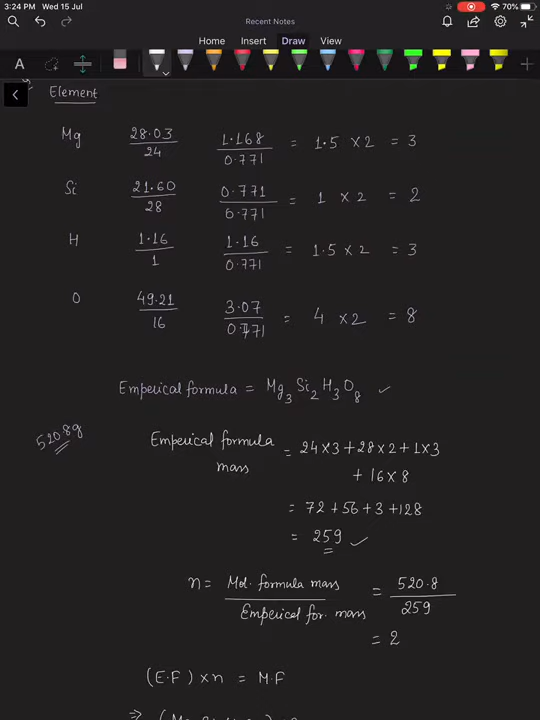 3:24 PM Wed 15 Jul 70%
Recent Notes
Home Insert Draw View
A
Element
Mg 28.03/24 1.168/0.771 = 1.5 × 2 = 3
Si 21.60/28 0.771/0.771 = 1 × 2 = 2
H 1.16/1 1.16/0.771 = 1.5 × 2 = 3
O 49.21/16 3.07/0.771 = 4 × 2 = 8
Emperical formula = Mg₃ Si₂ H₃ O₈ ✓
520.8g
Emperical formula mass = 24×3 + 28×2 + 1×3
+ 16×8
= 72 + 56 + 3 + 128
= 259 ✓
n = Mol. formula mass / Emperical for. mass = 520.8/259
= 2
(E.F) × n = M.F